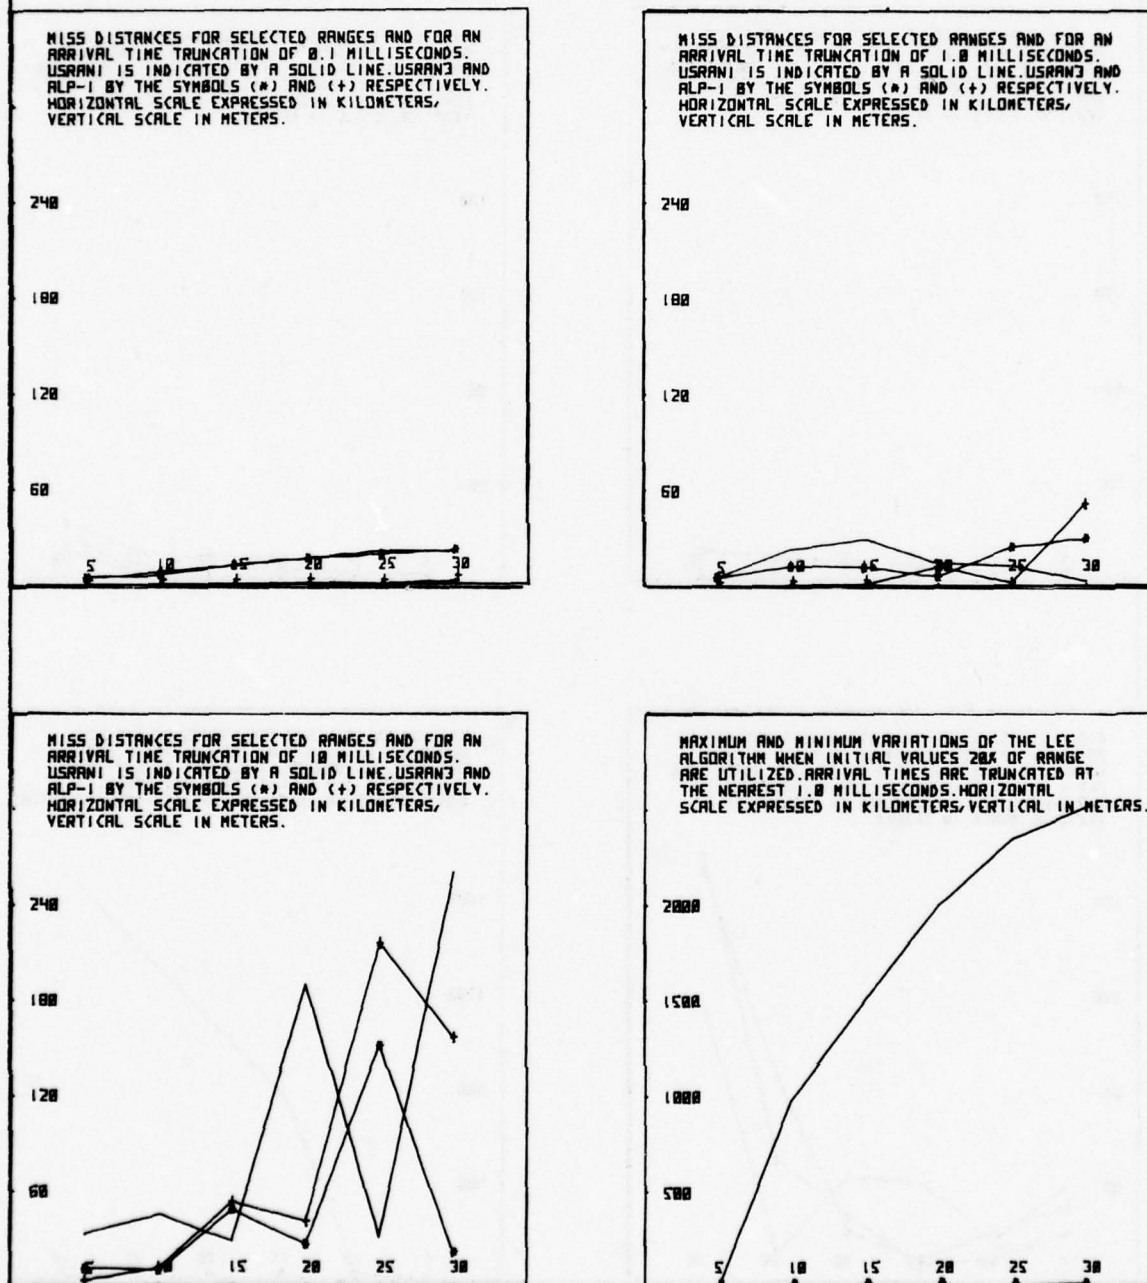 MISS DISTANCES FOR SELECTED RANGES AND FOR AN
ARRIVAL TIME TRUNCATION OF 0.1 MILLISECONDS.
USRAN1 IS INDICATED BY A SOLID LINE.USRAN3 AND
ALP-1 BY THE SYMBOLS (*) AND (+) RESPECTIVELY.
HORIZONTAL SCALE EXPRESSED IN KILOMETERS,
VERTICAL SCALE IN METERS.
240
180
120
60
5 10 15 20 25 30
MISS DISTANCES FOR SELECTED RANGES AND FOR AN
ARRIVAL TIME TRUNCATION OF 1.0 MILLISECONDS.
USRAN1 IS INDICATED BY A SOLID LINE.USRAN3 AND
ALP-1 BY THE SYMBOLS (*) AND (+) RESPECTIVELY.
HORIZONTAL SCALE EXPRESSED IN KILOMETERS,
VERTICAL SCALE IN METERS.
240
180
120
60
5 10 15 20 25 30
MISS DISTANCES FOR SELECTED RANGES AND FOR AN
ARRIVAL TIME TRUNCATION OF 10 MILLISECONDS.
USRAN1 IS INDICATED BY A SOLID LINE.USRAN3 AND
ALP-1 BY THE SYMBOLS (*) AND (+) RESPECTIVELY.
HORIZONTAL SCALE EXPRESSED IN KILOMETERS,
VERTICAL SCALE IN METERS.
240
180
120
60
5 10 15 20 25 30
MAXIMUM AND MINIMUM VARIATIONS OF THE LEE
ALGORITHM WHEN INITIAL VALUES 20% OF RANGE
ARE UTILIZED.ARRIVAL TIMES ARE TRUNCATED AT
THE NEAREST 1.0 MILLISECONDS.HORIZONTAL
SCALE EXPRESSED IN KILOMETERS,VERTICAL IN METERS.
2000
1500
1000
500
5 10 15 20 25 30